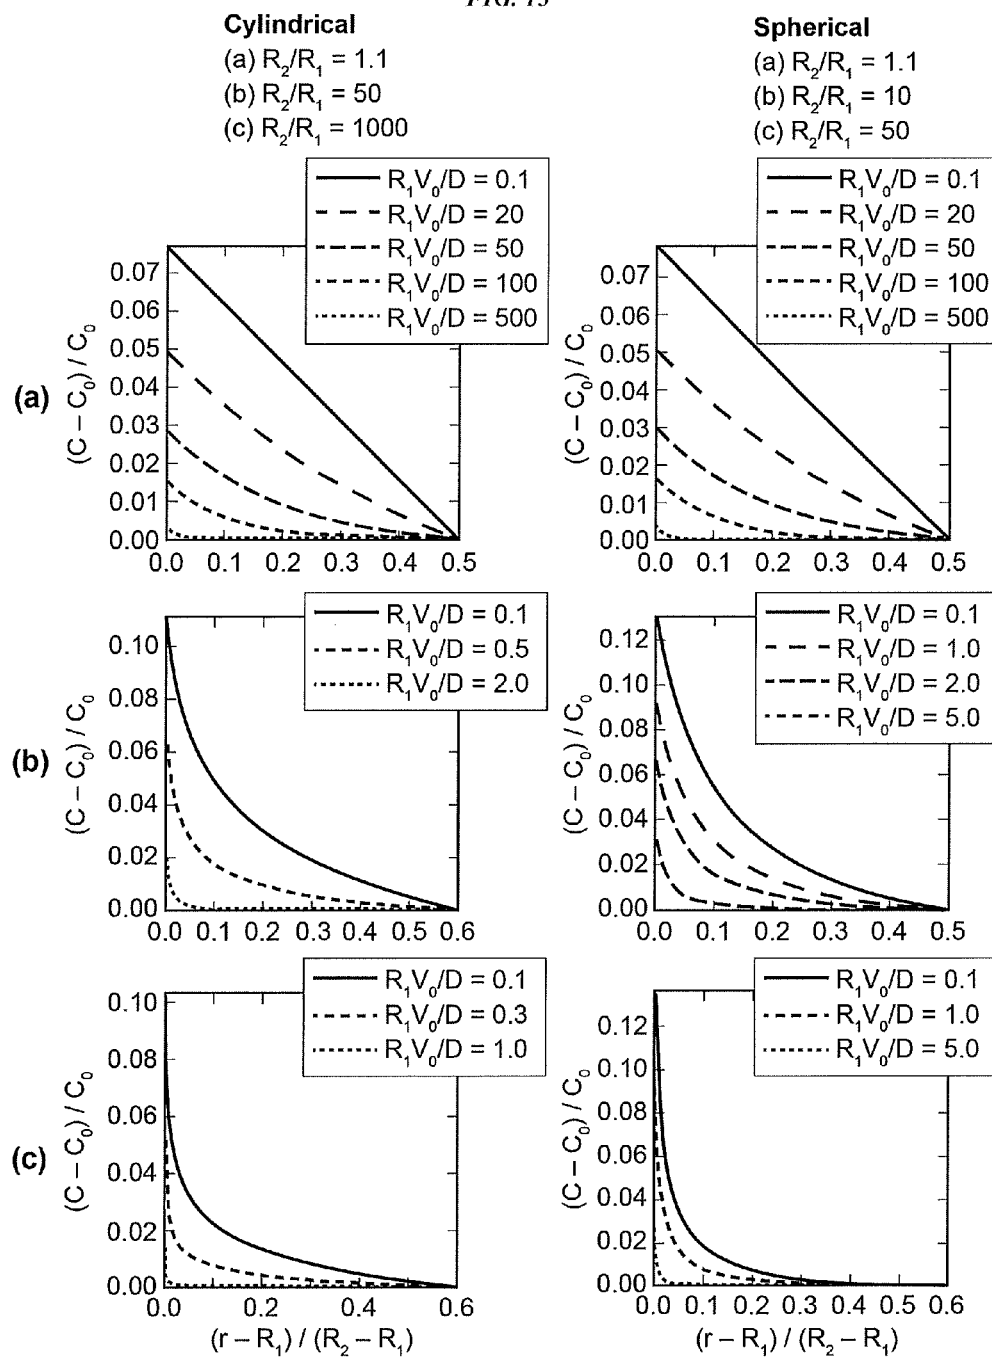 FIG. 13
Cylindrical
(a) R₂/R₁ = 1.1
(b) R₂/R₁ = 50
(c) R₂/R₁ = 1000
Spherical
(a) R₂/R₁ = 1.1
(b) R₂/R₁ = 10
(c) R₂/R₁ = 50
(a)
(C – C₀) / C₀
0.07
0.06
0.05
0.04
0.03
0.02
0.01
0.00
0.0 0.1 0.2 0.3 0.4 0.5
R₁V₀/D = 0.1
R₁V₀/D = 20
R₁V₀/D = 50
R₁V₀/D = 100
R₁V₀/D = 500
(C – C₀) / C₀
0.07
0.06
0.05
0.04
0.03
0.02
0.01
0.00
0.0 0.1 0.2 0.3 0.4 0.5
R₁V₀/D = 0.1
R₁V₀/D = 20
R₁V₀/D = 50
R₁V₀/D = 100
R₁V₀/D = 500
(b)
(C – C₀) / C₀
0.10
0.08
0.06
0.04
0.02
0.00
0.0 0.1 0.2 0.3 0.4 0.5 0.6
R₁V₀/D = 0.1
R₁V₀/D = 0.5
R₁V₀/D = 2.0
(C – C₀) / C₀
0.12
0.10
0.08
0.06
0.04
0.02
0.00
0.0 0.1 0.2 0.3 0.4 0.5
R₁V₀/D = 0.1
R₁V₀/D = 1.0
R₁V₀/D = 2.0
R₁V₀/D = 5.0
(c)
(C – C₀) / C₀
0.10
0.08
0.06
0.04
0.02
0.00
0.0 0.1 0.2 0.3 0.4 0.5 0.6
(r – R₁) / (R₂ – R₁)
R₁V₀/D = 0.1
R₁V₀/D = 0.3
R₁V₀/D = 1.0
(C – C₀) / C₀
0.12
0.10
0.08
0.06
0.04
0.02
0.00
0.0 0.1 0.2 0.3 0.4 0.5 0.6
(r – R₁) / (R₂ – R₁)
R₁V₀/D = 0.1
R₁V₀/D = 1.0
R₁V₀/D = 5.0